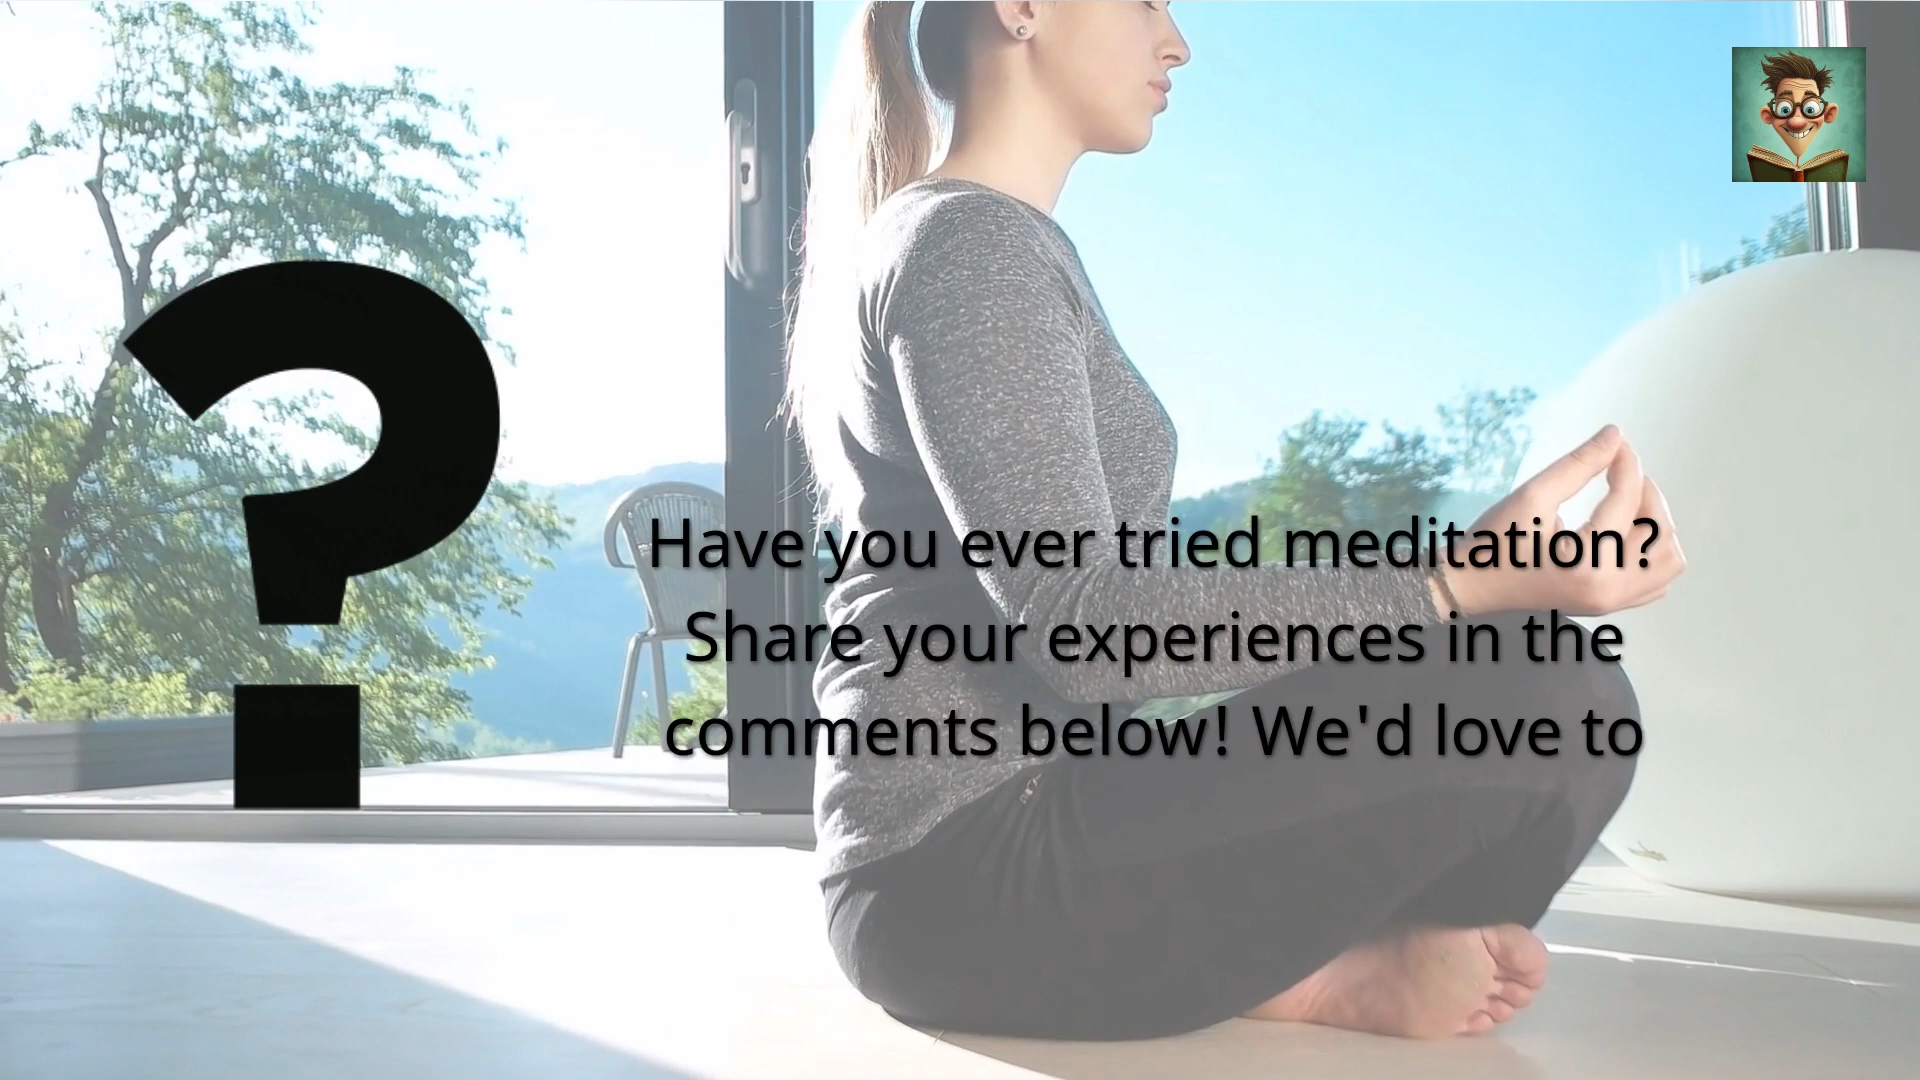 ?
Have you ever tried meditation?
Share your experiences in the
comments below! We'd love to